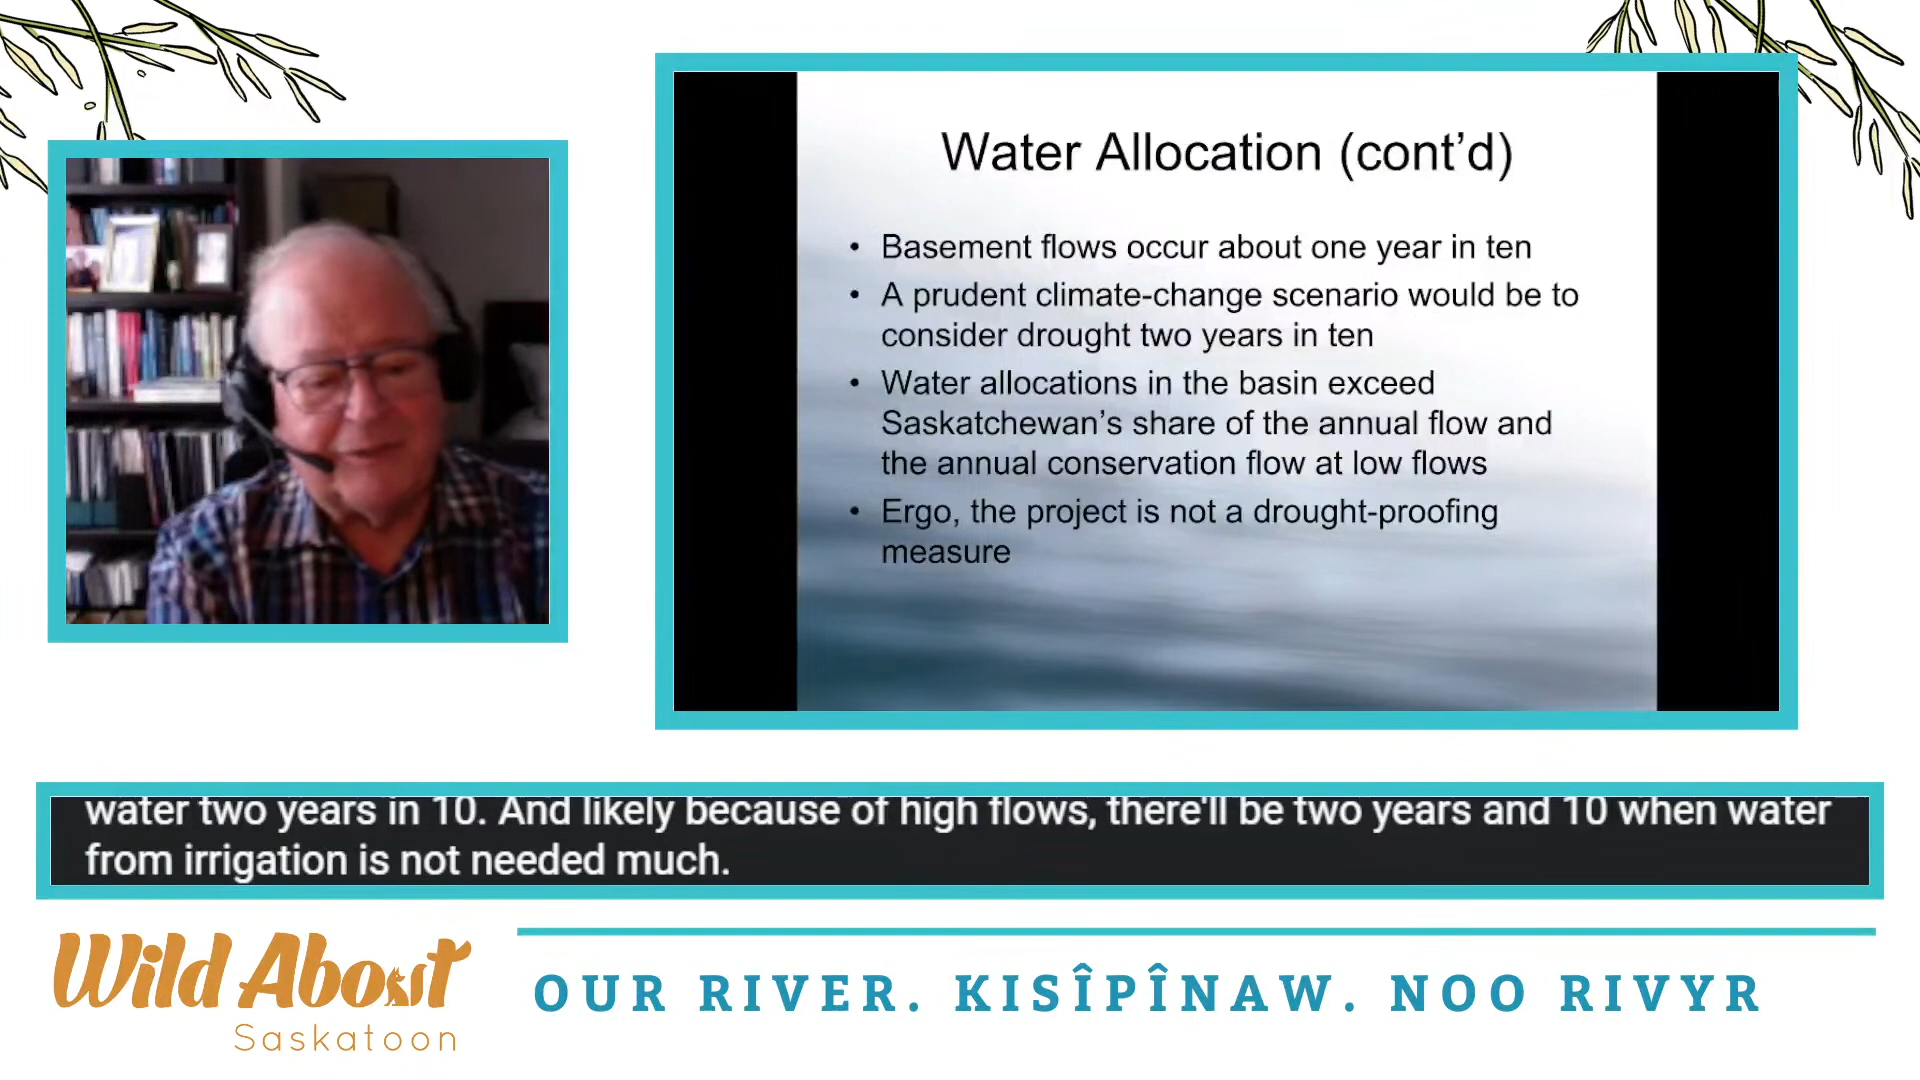 Water Allocation (cont’d)
• Basement flows occur about one year in ten
• A prudent climate-change scenario would be to
consider drought two years in ten
• Water allocations in the basin exceed
Saskatchewan’s share of the annual flow and
the annual conservation flow at low flows
• Ergo, the project is not a drought-proofing
measure
water two years in 10. And likely because of high flows, there'll be two years and 10 when water
from irrigation is not needed much.
Wild About
Saskatoon
OUR RIVER. KISÎPÎNAW. NOO RIVYR